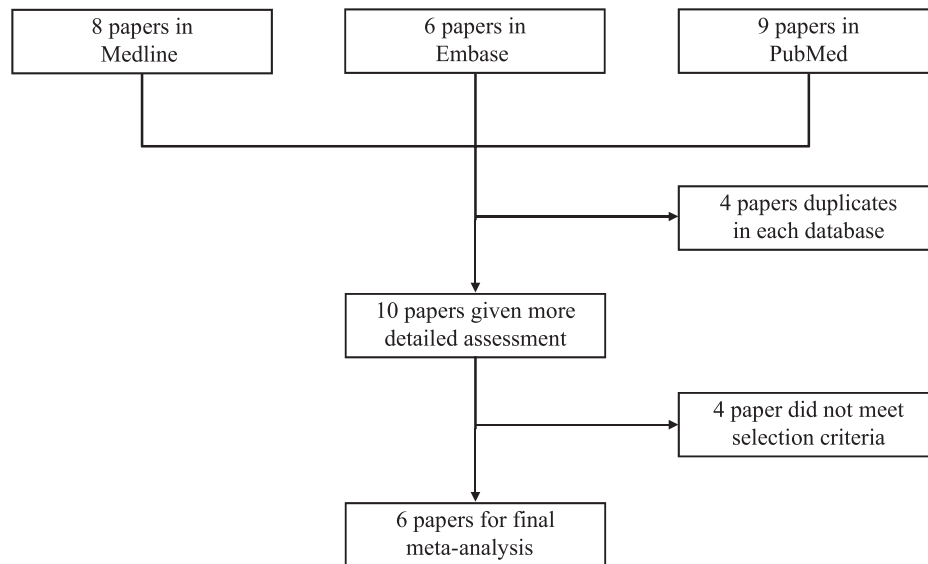 8 papers in
Medline
6 papers in
Embase
9 papers in
PubMed
4 papers duplicates
in each database
10 papers given more
detailed assessment
4 paper did not meet
selection criteria
6 papers for final
meta-analysis